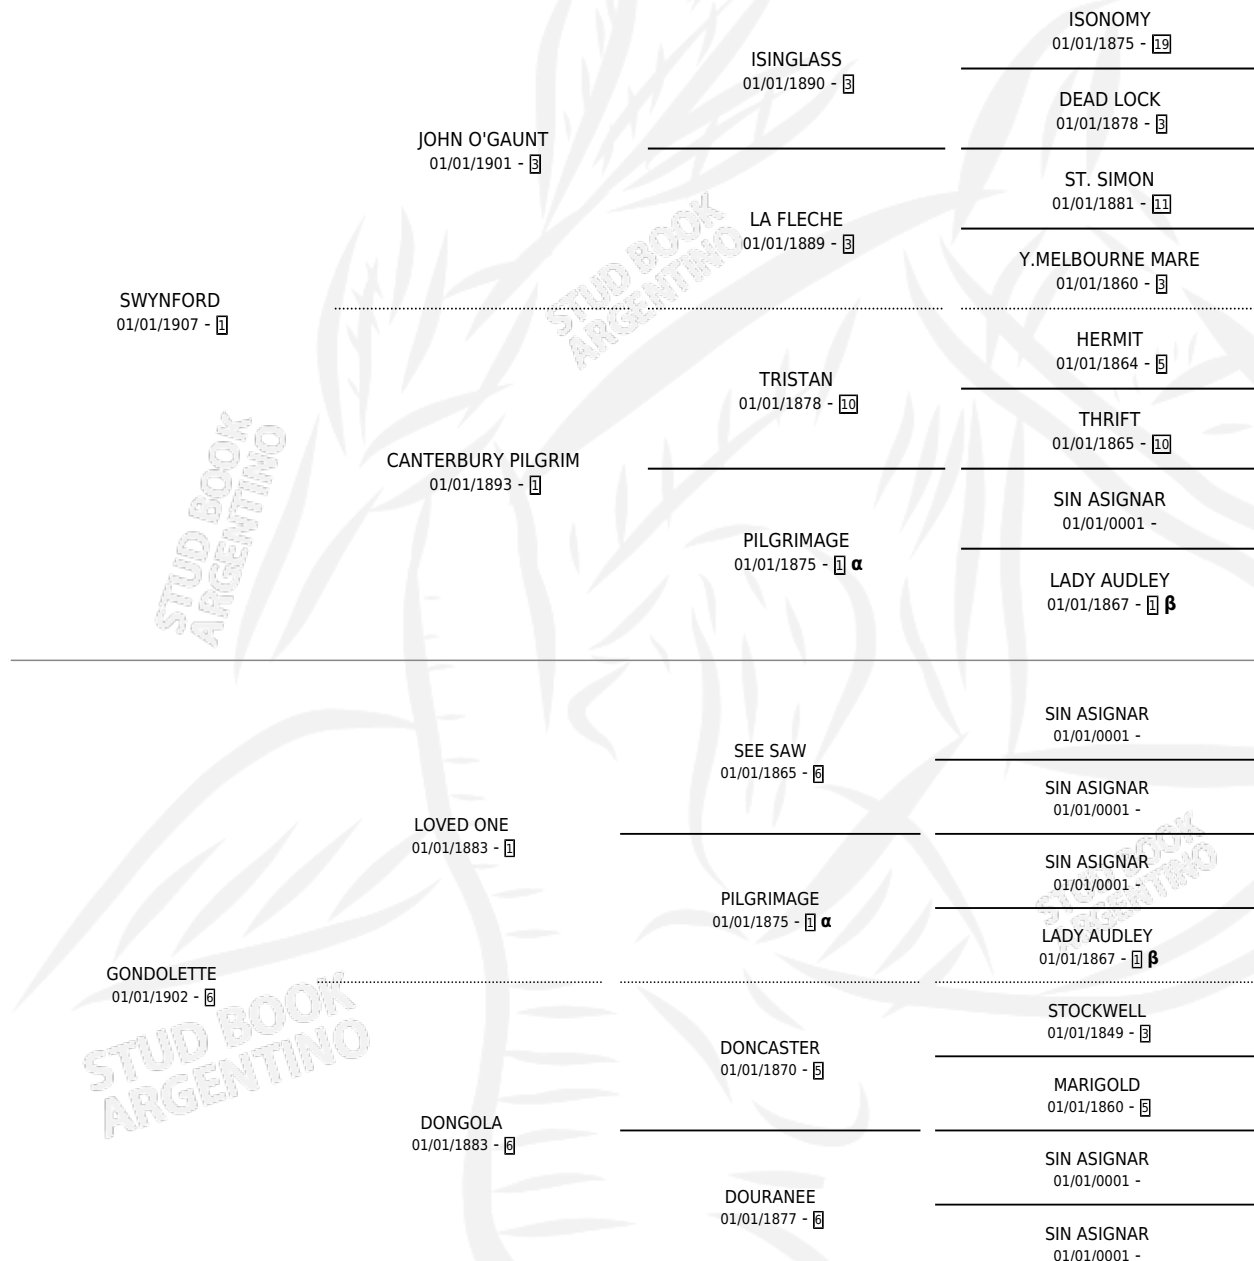 ISONOMY
01/01/1875 - 19
ISINGLASS
01/01/1890 - 3
DEAD LOCK
01/01/1878 - 3
JOHN O'GAUNT
01/01/1901 - 3
ST. SIMON
01/01/1881 - 11
LA FLECHE
01/01/1889 - 3
Y.MELBOURNE MARE
01/01/1860 - 3
SWYNFORD
01/01/1907 - 1
HERMIT
01/01/1864 - 5
TRISTAN
01/01/1878 - 10
THRIFT
01/01/1865 - 10
CANTERBURY PILGRIM
01/01/1893 - 1
SIN ASIGNAR
01/01/0001 -
PILGRIMAGE
01/01/1875 - 1 α
LADY AUDLEY
01/01/1867 - 1 β
SIN ASIGNAR
01/01/0001 -
SEE SAW
01/01/1865 - 6
SIN ASIGNAR
01/01/0001 -
LOVED ONE
01/01/1883 - 1
SIN ASIGNAR
01/01/0001 -
PILGRIMAGE
01/01/1875 - 1 α
LADY AUDLEY
01/01/1867 - 1 β
GONDOLETTE
01/01/1902 - 6
STOCKWELL
01/01/1849 - 3
DONCASTER
01/01/1870 - 5
MARIGOLD
01/01/1860 - 5
DONGOLA
01/01/1883 - 6
SIN ASIGNAR
01/01/0001 -
DOURANEE
01/01/1877 - 6
SIN ASIGNAR
01/01/0001 -
STUD BOOK
ARGENTINO
STUD BOOK
ARGENTINO
STUD BOOK
ARGENTINO
STUD BOOK
ARGENTINO